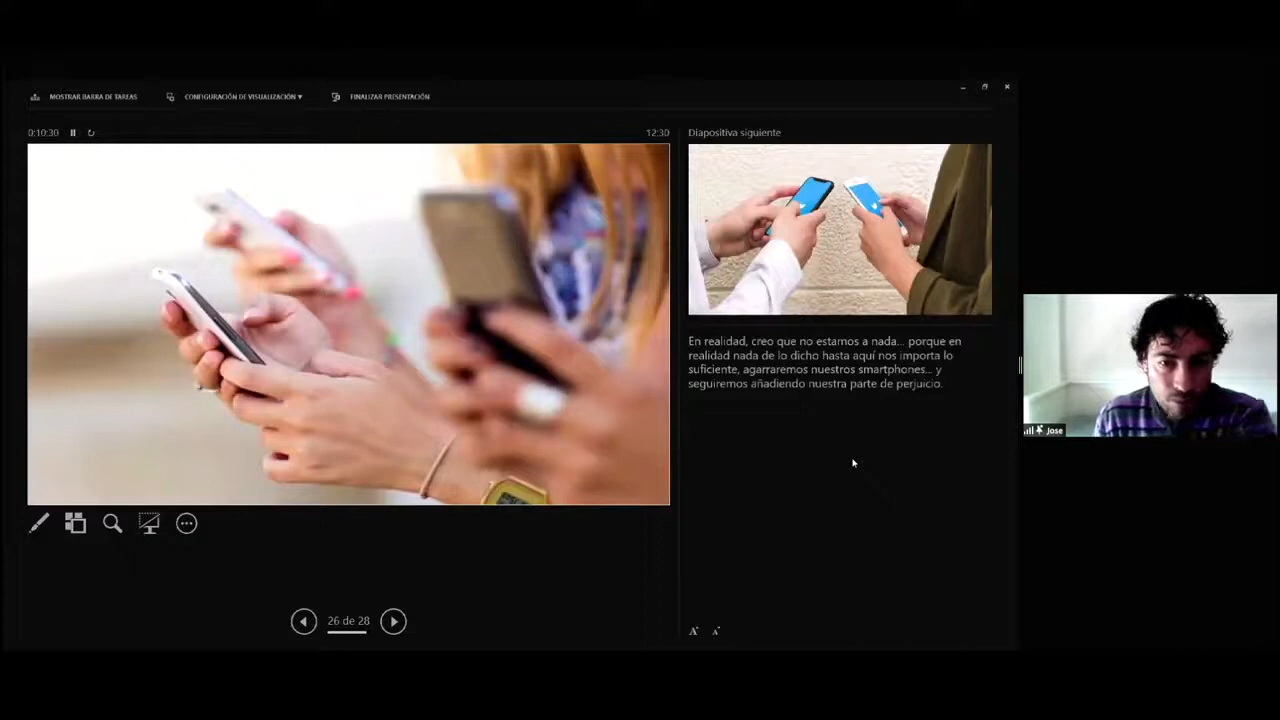 MOSTRAR BARRA DE TAREAS
CONFIGURACIÓN DE VISUALIZACIÓN ▼
FINALIZAR PRESENTACIÓN
0:10:30
12:30
Diapositiva siguiente
En realidad, creo que no estamos a nada... porque en
realidad nada de lo dicho hasta aquí nos importa lo
suficiente, agarraremos nuestros smartphones... y
seguiremos añadiendo nuestra parte de perjuicio.
Jose
26 de 28
A A